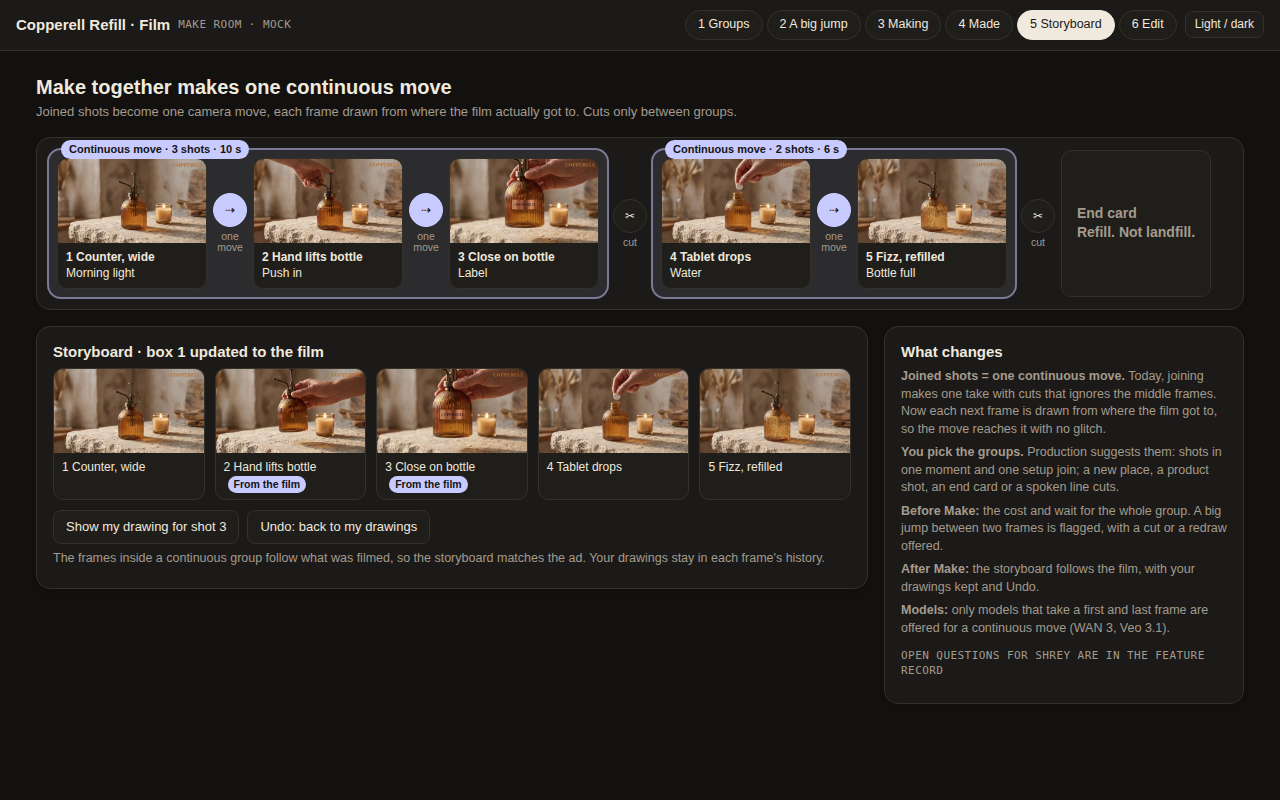 Copperell Refill · Film MAKE ROOM · MOCK
1 Groups
2 A big jump
3 Making
4 Made
5 Storyboard
6 Edit
Light / dark
Make together makes one continuous move
Joined shots become one camera move, each frame drawn from where the film actually got to. Cuts only between groups.
Continuous move · 3 shots · 10 s
1 Counter, wide
Morning light
one
move
2 Hand lifts bottle
Push in
one
move
COPPERELL
3 Close on bottle
Label
✂
cut
Continuous move · 2 shots · 6 s
4 Tablet drops
Water
one
move
5 Fizz, refilled
Bottle full
✂
cut
End card
Refill. Not landfill.
Storyboard · box 1 updated to the film
COPPERELL
1 Counter, wide
2 Hand lifts bottle
From the film
COPPERELL
3 Close on bottle
From the film
4 Tablet drops
5 Fizz, refilled
Show my drawing for shot 3
Undo: back to my drawings
The frames inside a continuous group follow what was filmed, so the storyboard matches the ad. Your drawings stay in each frame's history.
What changes
Joined shots = one continuous move. Today, joining
makes one take with cuts that ignores the middle frames.
Now each next frame is drawn from where the film got to,
so the move reaches it with no glitch.
You pick the groups. Production suggests them: shots in
one moment and one setup join; a new place, a product
shot, an end card or a spoken line cuts.
Before Make: the cost and wait for the whole group. A big
jump between two frames is flagged, with a cut or a redraw
offered.
After Make: the storyboard follows the film, with your
drawings kept and Undo.
Models: only models that take a first and last frame are
offered for a continuous move (WAN 3, Veo 3.1).
OPEN QUESTIONS FOR SHREY ARE IN THE FEATURE
RECORD